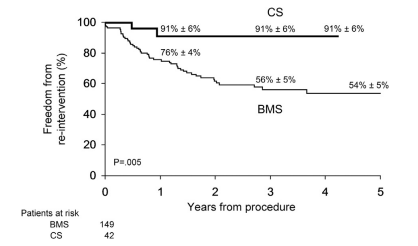 CS
100
91% ± 6% 91% ± 6% 91% ± 6%
80
76% ± 4%
60
56% ± 5% 54% ± 5%
BMS
40
20
P=.005
0
0 1 2 3 4 5
Years from procedure
Freedom from
re-intervention (%)
Patients at risk
BMS 149
CS 42